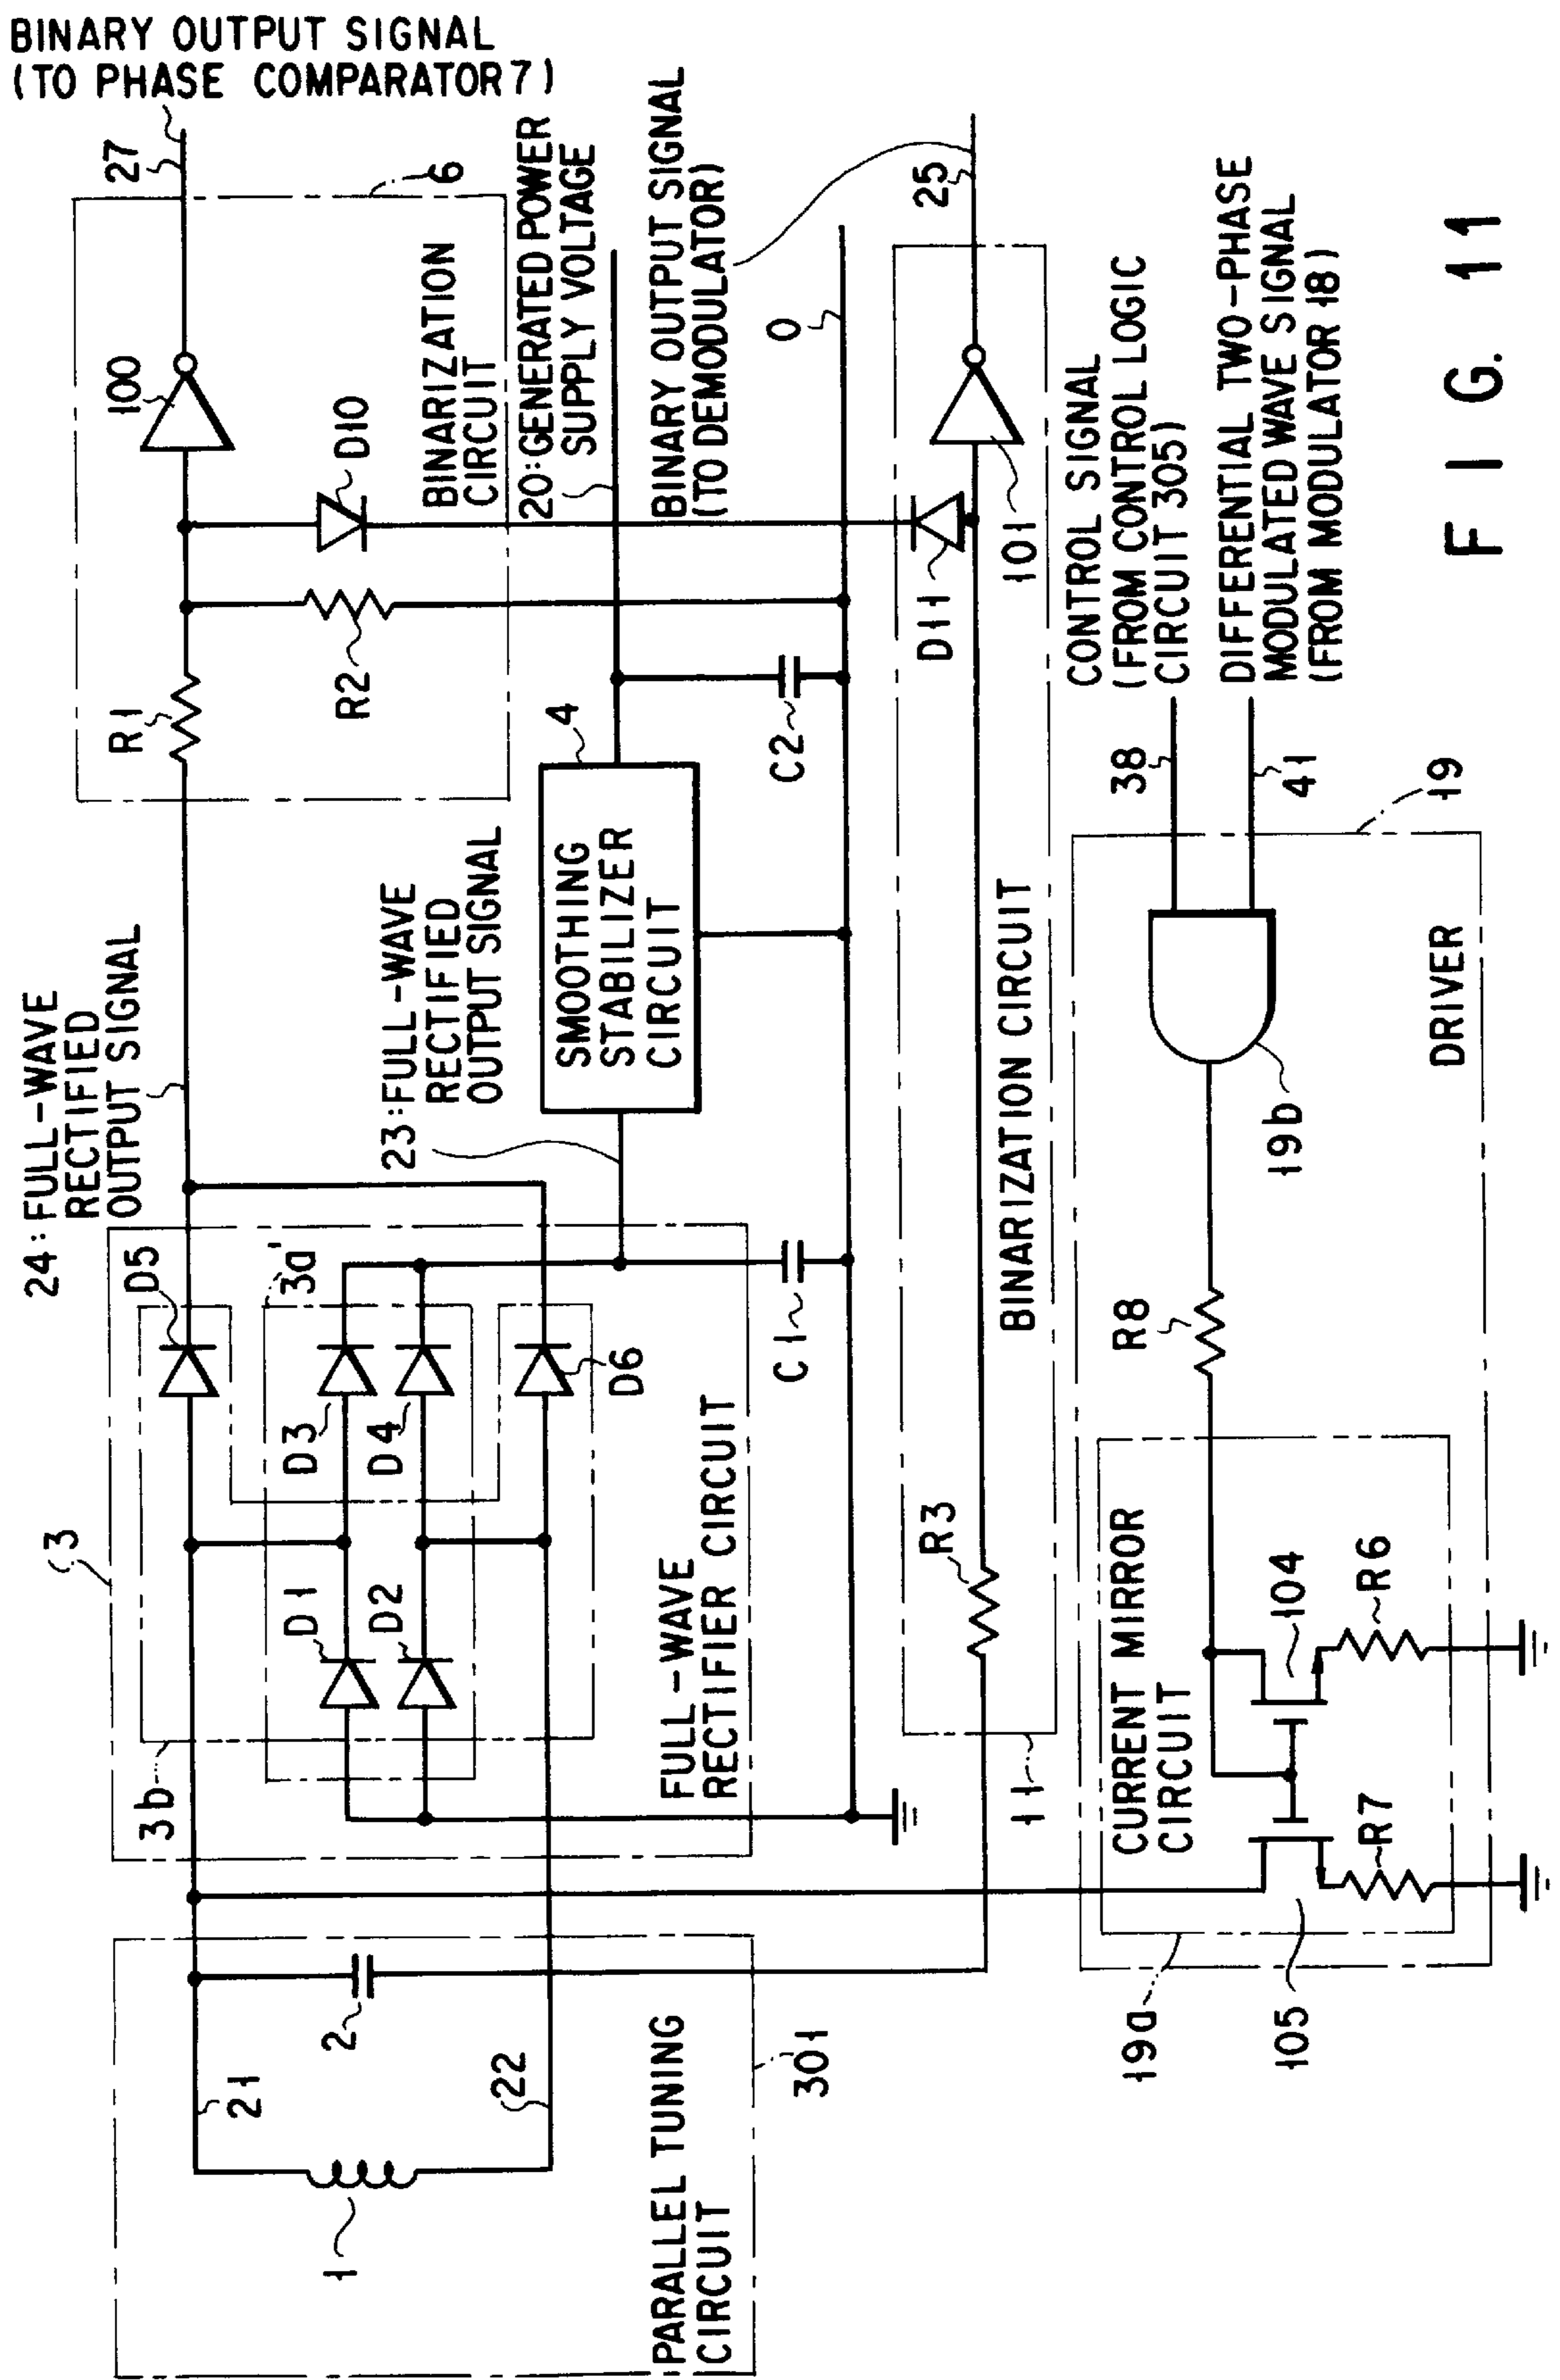 BINARY OUTPUT SIGNAL
(TO PHASE COMPARATOR 7)
27
6
100
D10
BINARIZATION
CIRCUIT
R1
R2
20:GENERATED POWER
SUPPLY VOLTAGE
BINARY OUTPUT SIGNAL
(TO DEMODULATOR)
25
0
24:FULL-WAVE
RECTIFIED
OUTPUT SIGNAL
23:FULL-WAVE
RECTIFIED
OUTPUT SIGNAL
4
SMOOTHING
STABILIZER
CIRCUIT
C2
D11
101
CONTROL SIGNAL
(FROM CONTROL LOGIC
CIRCUIT 305)
DIFFERENTIAL TWO-PHASE
MODULATED WAVE SIGNAL
(FROM MODULATOR 18)
38
41
19
FIG. 11
3
D5
3a
D3
D4
D6
D1
D2
3b
FULL-WAVE
RECTIFIER CIRCUIT
C1
BINARIZATION CIRCUIT
R3
11
DRIVER
19b
R8
CURRENT MIRROR
CIRCUIT
104
R6
R7
19a
105
21
22
2
1
PARALLEL TUNING
CIRCUIT
301